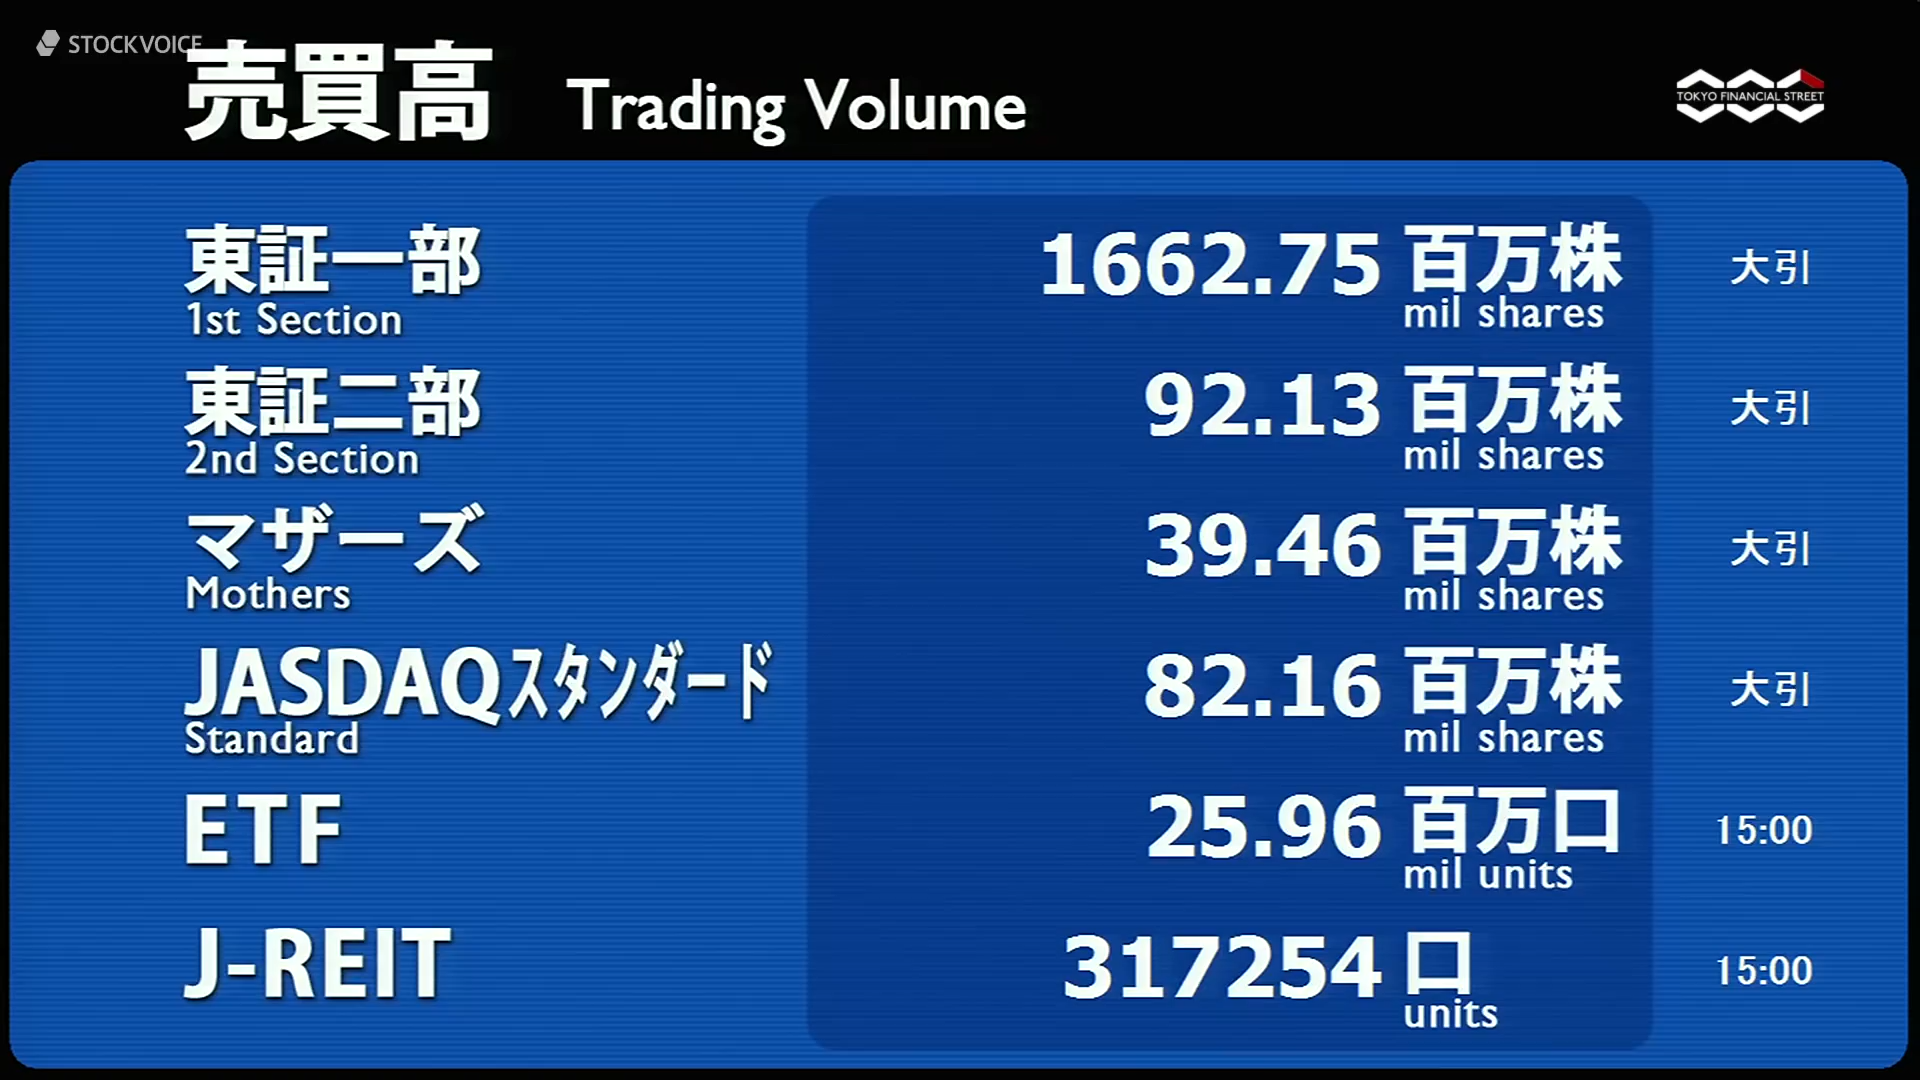 STOCKVOICE
売買高 Trading Volume
TOKYO FINANCIAL STREET
東証一部 1662.75 百万株 大引
1st Section mil shares
東証二部 92.13 百万株 大引
2nd Section mil shares
マザーズ 39.46 百万株 大引
Mothers mil shares
JASDAQスタンダード 82.16 百万株 大引
Standard mil shares
ETF 25.96 百万口 15:00
mil units
J-REIT 317254 口 15:00
units